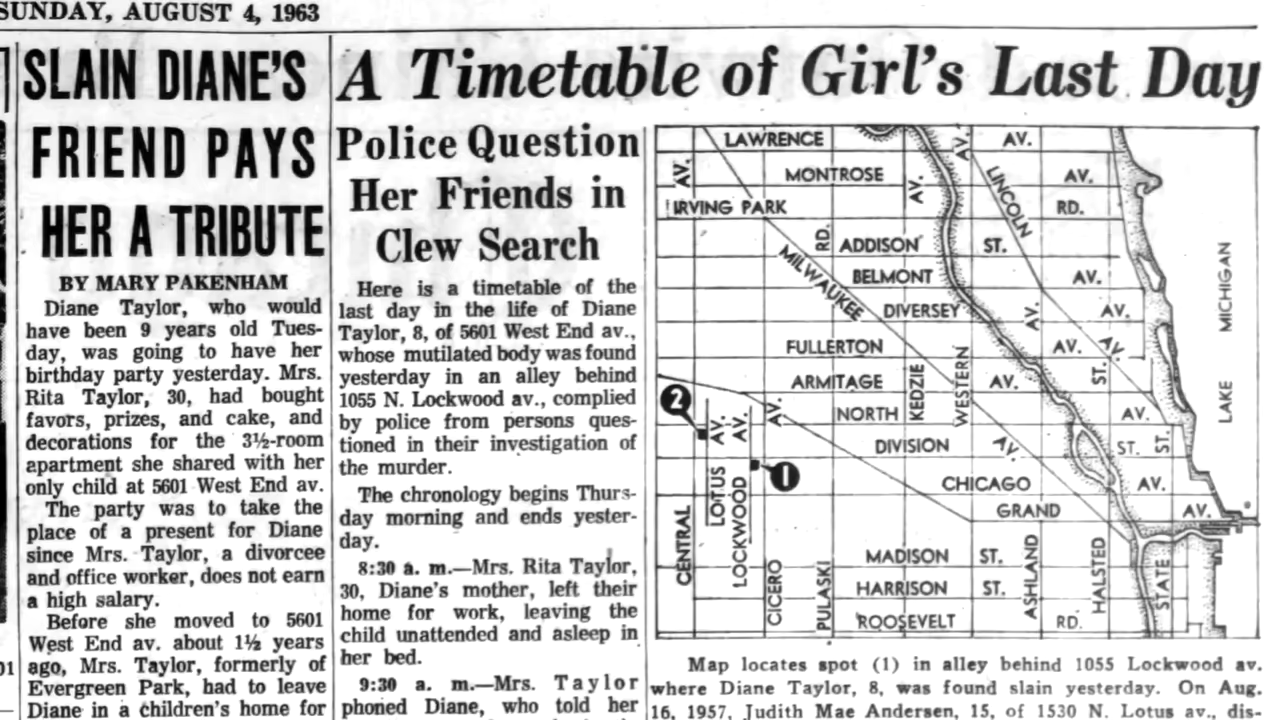 SUNDAY, AUGUST 4, 1963
SLAIN DIANE'S
FRIEND PAYS
HER A TRIBUTE
BY MARY PAKENHAM
Diane Taylor, who would
have been 9 years old Tues-
day, was going to have her
birthday party yesterday. Mrs.
Rita Taylor, 30, had bought
favors, prizes, and cake, and
decorations for the 3½-room
apartment she shared with her
only child at 5601 West End av.
The party was to take the
place of a present for Diane
since Mrs. Taylor, a divorcee
and office worker, does not earn
a high salary.
Before she moved to 5601
West End av. about 1½ years
ago, Mrs. Taylor, formerly of
Evergreen Park, had to leave
Diane in a children's home for
A Timetable of Girl's Last Day
Police Question
Her Friends in
Clew Search
Here is a timetable of the
last day in the life of Diane
Taylor, 8, of 5601 West End av.,
whose mutilated body was found
yesterday in an alley behind
1055 N. Lockwood av., complied
by police from persons ques-
tioned in their investigation of
the murder.
The chronology begins Thurs-
day morning and ends yester-
day.
8:30 a. m.—Mrs. Rita Taylor,
30, Diane's mother, left their
home for work, leaving the
child unattended and asleep in
her bed.
9:30 a. m.—Mrs. Taylor
phoned Diane, who told her
LAWRENCE AV.
MONTROSE AV.
IRVING PARK RD.
ADDISON ST.
BELMONT AV.
DIVERSEY AV.
FULLERTON AV.
ARMITAGE AV.
NORTH AV.
DIVISION ST.
CHICAGO AV.
GRAND AV.
MADISON ST.
HARRISON ST.
ROOSEVELT RD.
CENTRAL AV.
LOTUS AV.
LOCKWOOD AV.
CICERO AV.
PULASKI RD.
KEDZIE AV.
WESTERN AV.
ASHLAND AV.
HALSTED ST.
STATE ST.
MILWAUKEE AV.
LINCOLN AV.
LAKE MICHIGAN
2
1
Map locates spot (1) in alley behind 1055 Lockwood av.
where Diane Taylor, 8, was found slain yesterday. On Aug.
16, 1957, Judith Mae Andersen, 15, of 1530 N. Lotus av., dis-